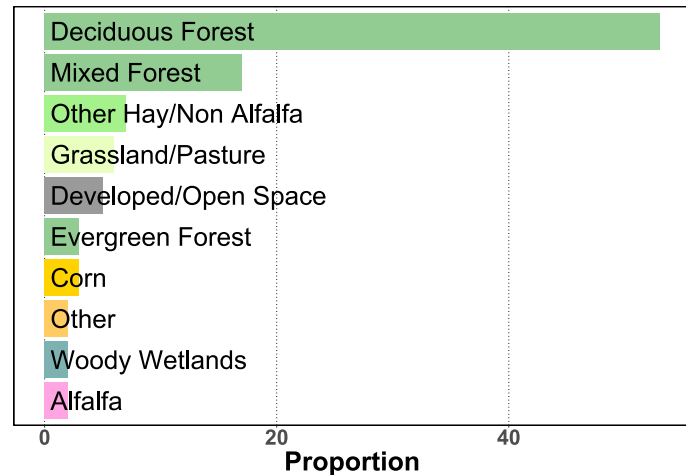 Deciduous Forest
Mixed Forest
Other Hay/Non Alfalfa
Grassland/Pasture
Developed/Open Space
Evergreen Forest
Corn
Other
Woody Wetlands
Alfalfa
0 20 40
Proportion